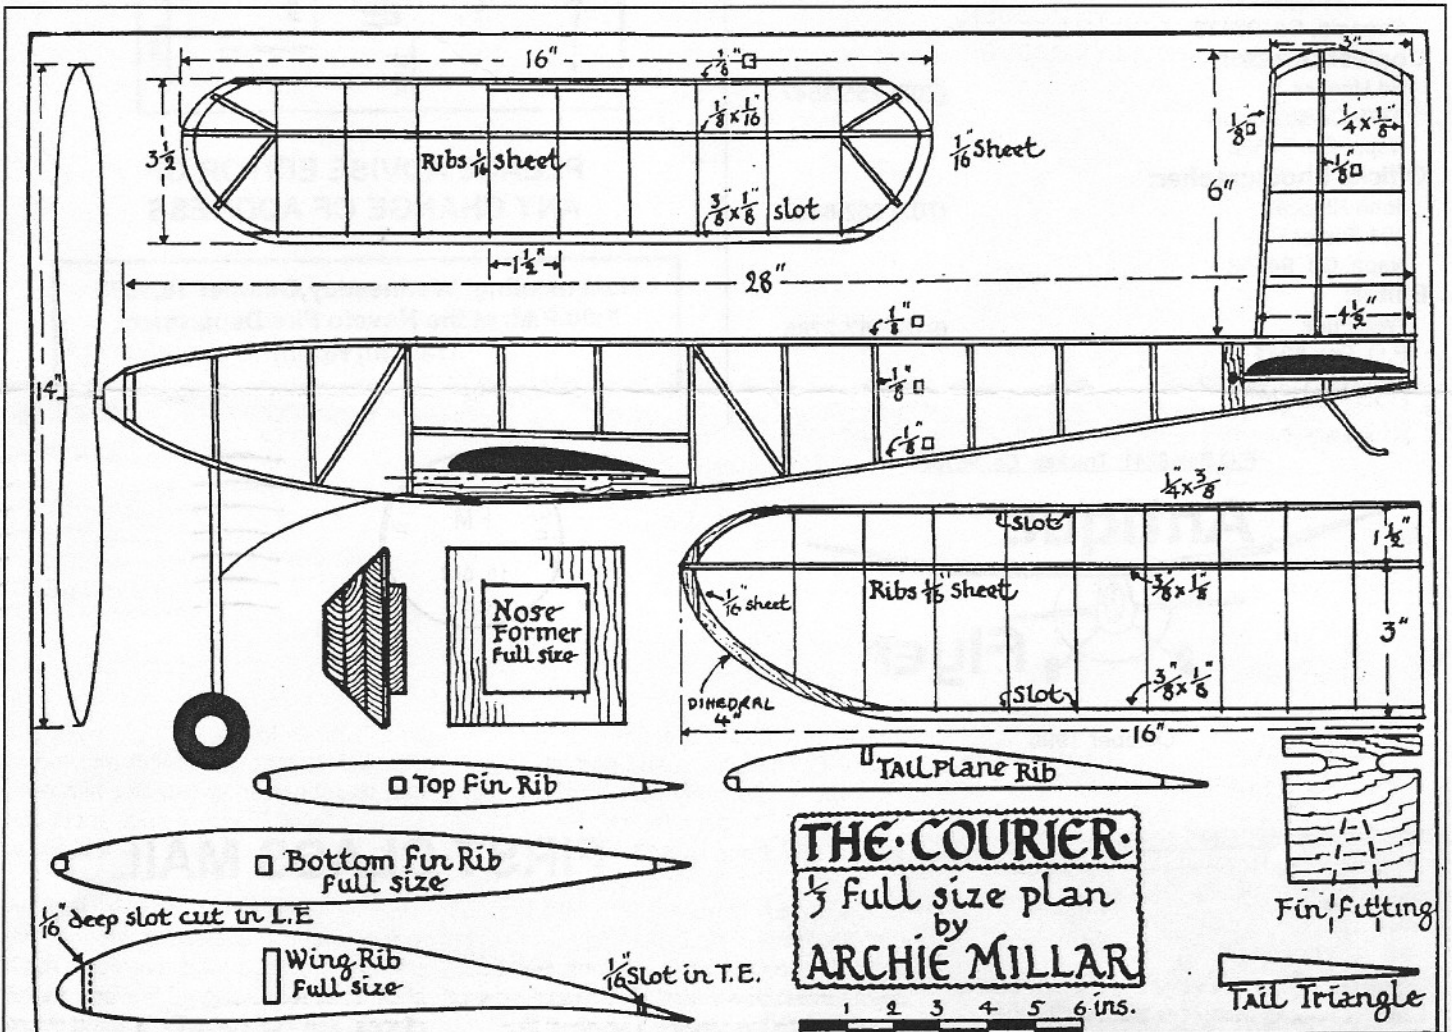 16"
1/8" □
3"
3 1/2
1/8" x 1/16"
Ribs 1/16" sheet
1/16" Sheet
3/8" x 1/8" slot
1 1/2"
1/8" □
1/4 x 1/8"
1/8" □
6"
28"
4 1/2"
14"
1/8" □
1/8" □
1/8" □
1/4" x 3/8"
Slot
1 1/2"
Ribs 1/16" Sheet
3/8" x 1/8"
1/16" sheet
3"
Nose
Former
Full size
DIHEDRAL
4"
Slot
3/8" x 1/8"
16"
Top Fin Rib
Tail Plane Rib
Bottom Fin Rib
Full size
1/16" deep slot cut in L.E
Wing Rib
Full size
1/16" Slot in T.E.
THE·COURIER·
1/3 Full size plan
by
ARCHIE MILLAR
1 2 3 4 5 6 ins.
Fin Fitting
Tail Triangle